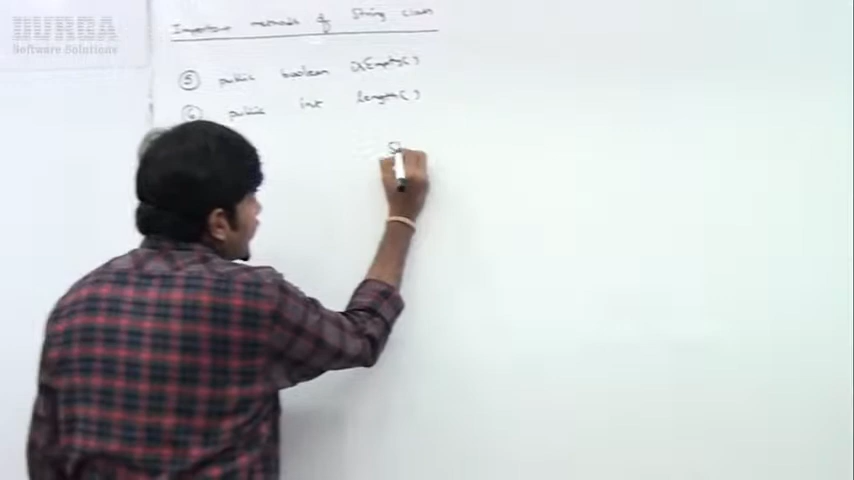 DURGA
Software Solutions
Important methods of String class
⑤ public boolean isEmpty( )
⑥ public int length( )
S